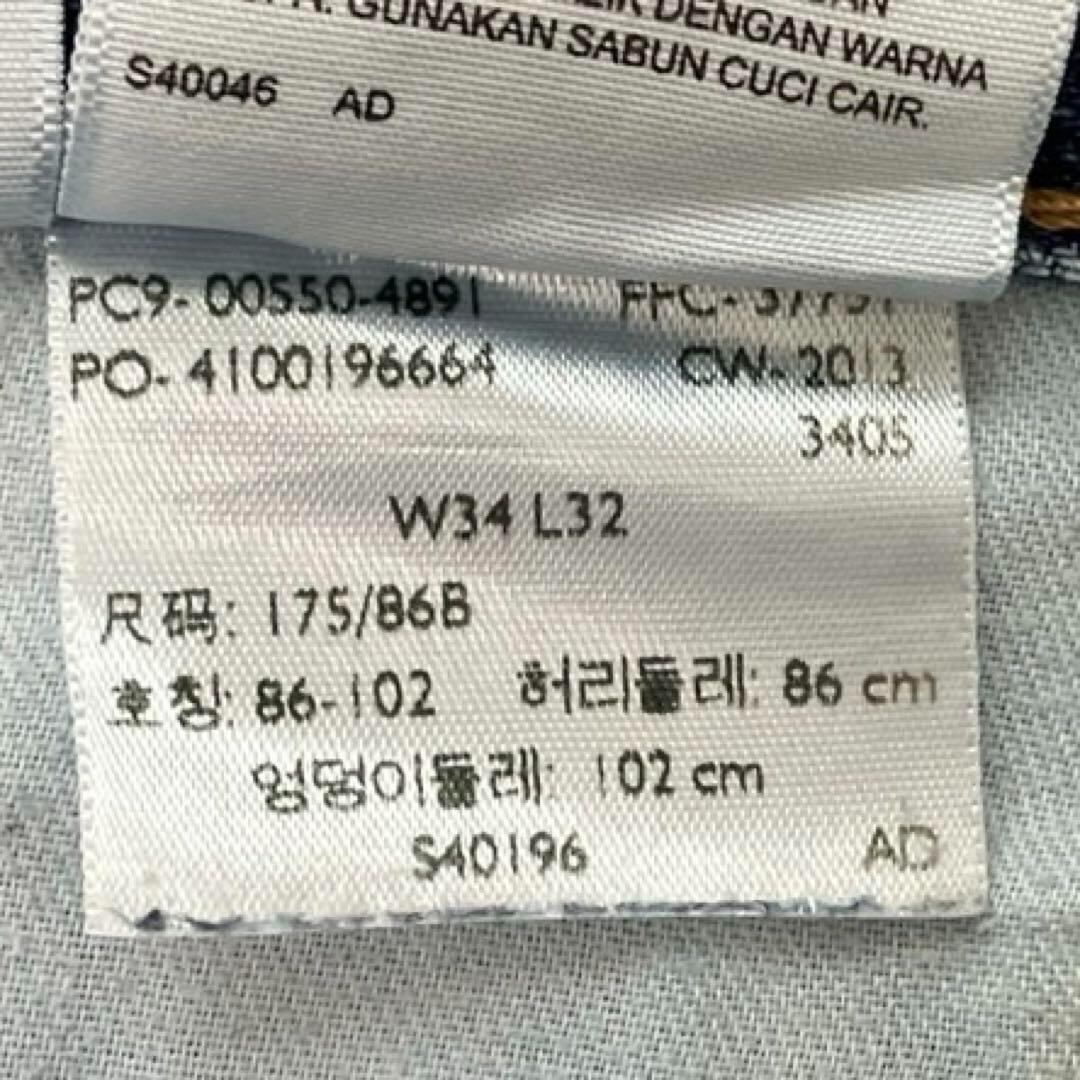 DENGAN WARNA
GUNAKAN SABUN CUCI CAIR.
S40046 AD
PC9-00550-4891
PO-4100196664 CW-2013
3405
W34 L32
尺码: 175/86B
호칭: 86-102 허리둘레: 86 cm
엉덩이둘레: 102 cm
S40196 AD